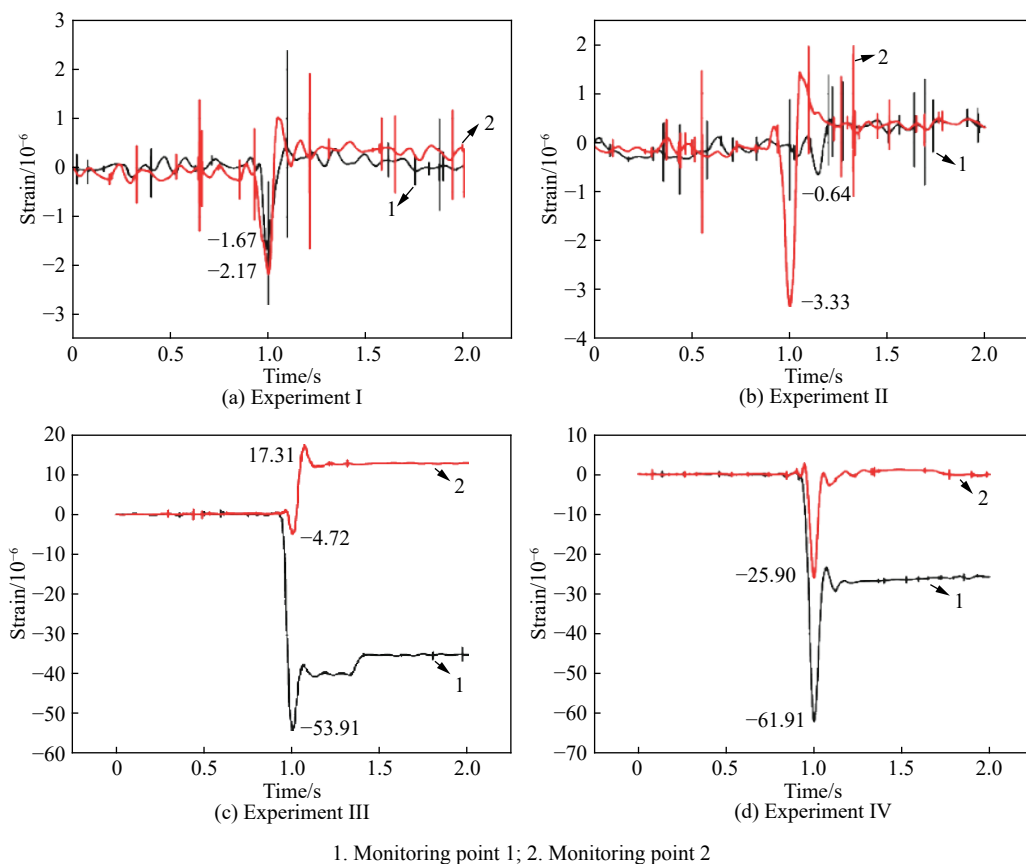 3
2
1
0
−1
−2
−3
Strain/10⁻⁶
−1.67
−2.17
1
2
0 0.5 1.0 1.5 2.0
Time/s
(a) Experiment I
2
1
0
−1
−2
−3
−4
Strain/10⁻⁶
2
−0.64
1
−3.33
0 0.5 1.0 1.5 2.0
Time/s
(b) Experiment II
20
10
0
−10
−20
−30
−40
−50
−60
Strain/10⁻⁶
17.31
2
−4.72
1
−53.91
0 0.5 1.0 1.5 2.0
Time/s
(c) Experiment III
10
0
−10
−20
−30
−40
−50
−60
−70
Strain/10⁻⁶
2
−25.90
1
−61.91
0 0.5 1.0 1.5 2.0
Time/s
(d) Experiment IV
1. Monitoring point 1; 2. Monitoring point 2